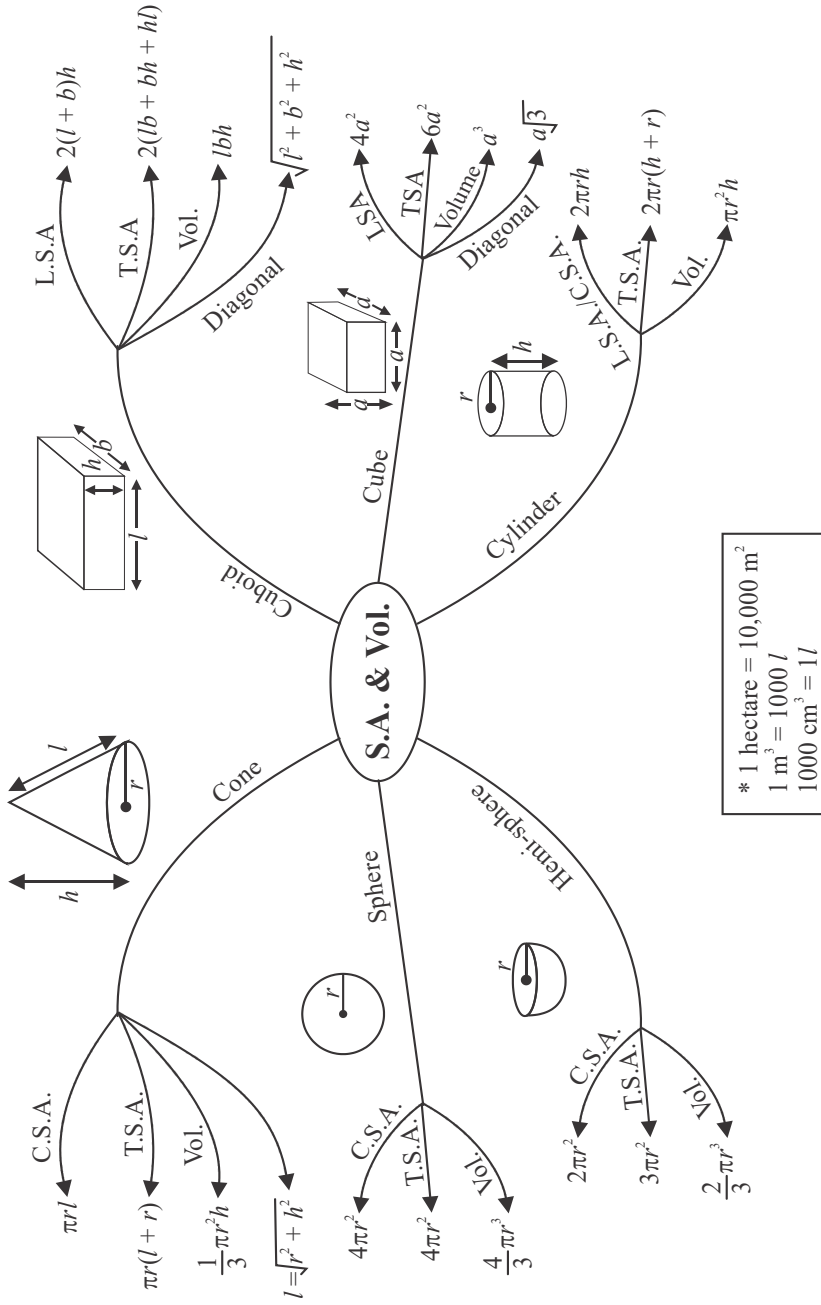 S.A. & Vol.
Cone
h
l
r
C.S.A.
πrl
T.S.A.
πr(l + r)
Vol.
1/3 πr²h
l = √(r² + h²)
Sphere
r
C.S.A.
4πr²
T.S.A.
4πr²
Vol.
4/3 πr³
Hemi-sphere
r
C.S.A.
2πr²
T.S.A.
3πr²
Vol.
2/3 πr³
Cuboid
l
h
b
L.S.A
2(l + b)h
T.S.A
2(lb + bh + hl)
Vol.
lbh
Diagonal
√(l² + b² + h²)
Cube
a
a
a
LSA
4a²
TSA
6a²
Volume
a³
Diagonal
a√3
Cylinder
r
h
L.S.A./C.S.A.
2πrh
T.S.A.
2πr(h + r)
Vol.
πr²h
* 1 hectare = 10,000 m²
1 m³ = 1000 l
1000 cm³ = 1l